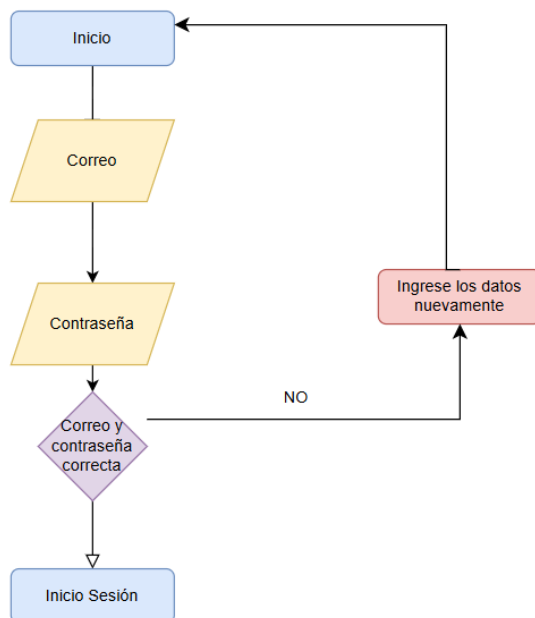 Inicio
Correo
Contraseña
Ingrese los datos
nuevamente
NO
Correo y
contraseña
correcta
Inicio Sesión